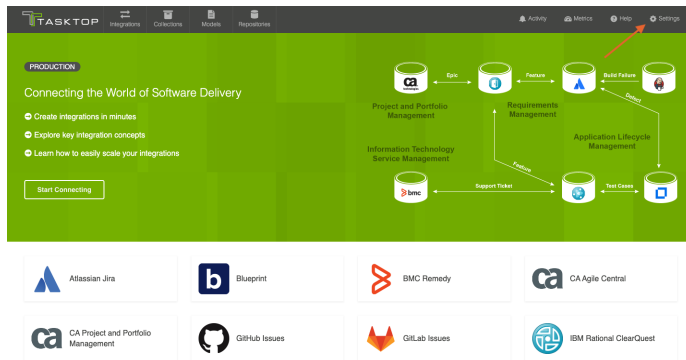 TASKTOP
Integrations
Collections
Models
Repositories
Activity
Metrics
Help
Settings
PRODUCTION
Connecting the World of Software Delivery
Create integrations in minutes
Explore key integration concepts
Learn how to easily scale your integrations
Start Connecting
ca
technologies
Epic
Feature
Build Failure
Project and Portfolio
Management
Requirements
Management
Defect
Application Lifecycle
Management
Information Technology
Service Management
Feature
bmc
Support Ticket
Test Cases
Atlassian Jira
b
Blueprint
BMC Remedy
ca
CA Agile Central
ca
CA Project and Portfolio
Management
GitHub Issues
GitLab Issues
IBM Rational ClearQuest